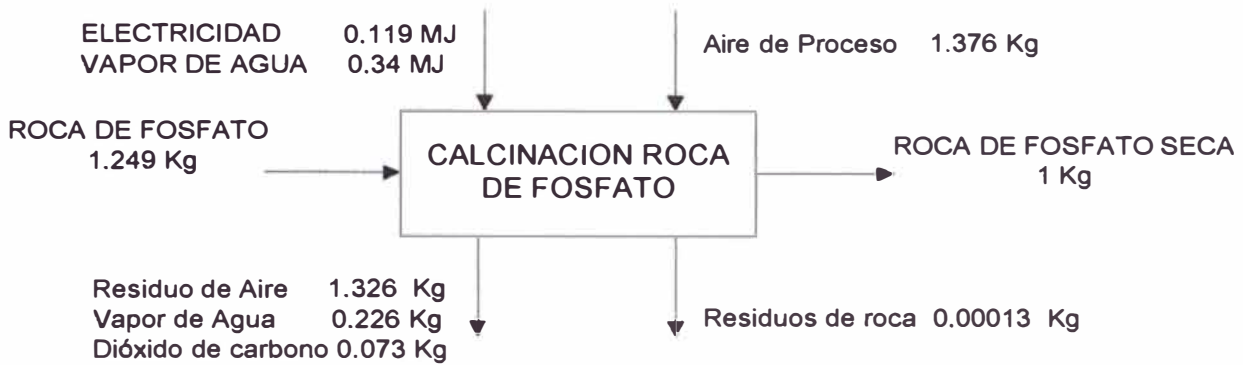 ELECTRICIDAD 0.119 MJ
VAPOR DE AGUA 0.34 MJ
Aire de Proceso 1.376 Kg
ROCA DE FOSFATO
1.249 Kg
CALCINACION ROCA
DE FOSFATO
ROCA DE FOSFATO SECA
1 Kg
Residuo de Aire 1.326 Kg
Vapor de Agua 0.226 Kg
Dióxido de carbono 0.073 Kg
Residuos de roca 0.00013 Kg